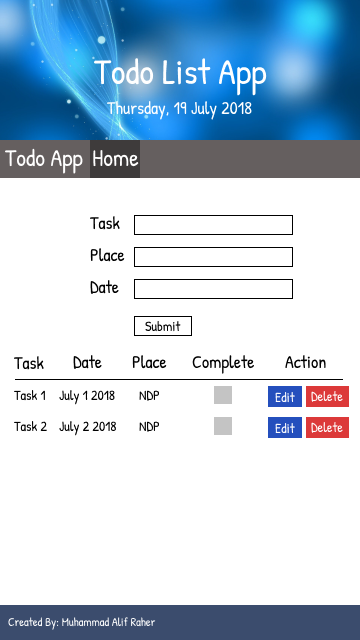 Todo List App
Thursday, 19 July 2018
Todo App Home
Task
Place
Date
Submit
Task Date Place Complete Action
Task 1 July 1 2018 NDP Edit Delete
Task 2 July 2 2018 NDP Edit Delete
Created By: Muhammad Alif Raher